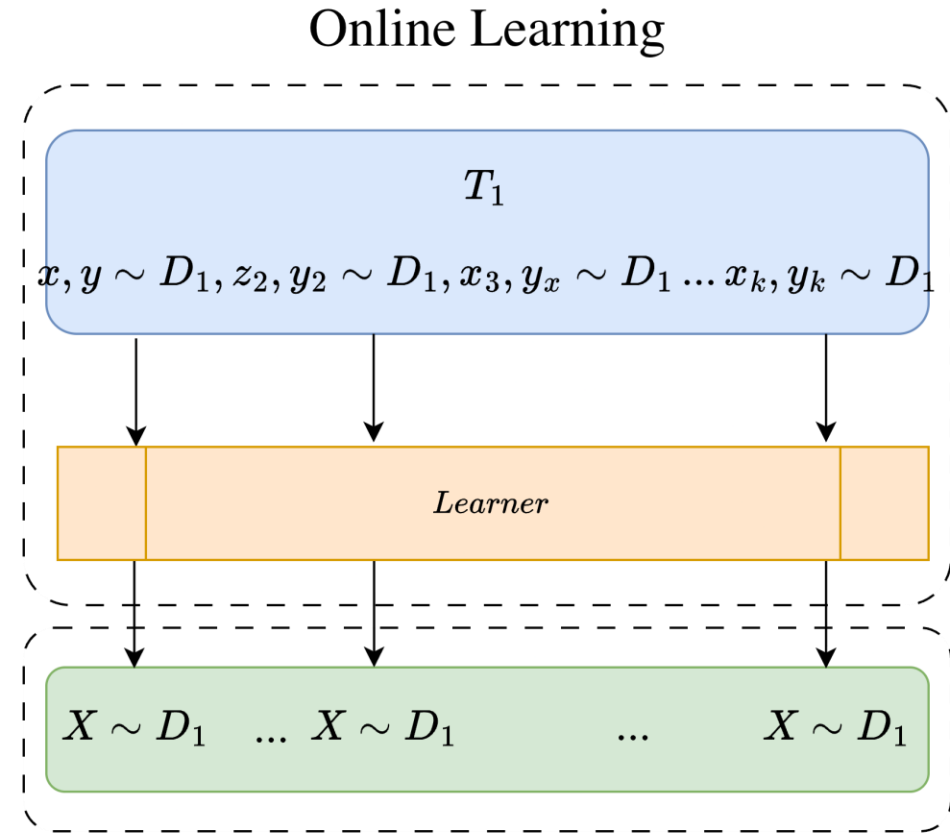 Online Learning
T₁
x, y ∼ D₁, z₂, y₂ ∼ D₁, x₃, yₓ ∼ D₁ ... xₖ, yₖ ∼ D₁
Learner
X ∼ D₁ ... X ∼ D₁ ... X ∼ D₁